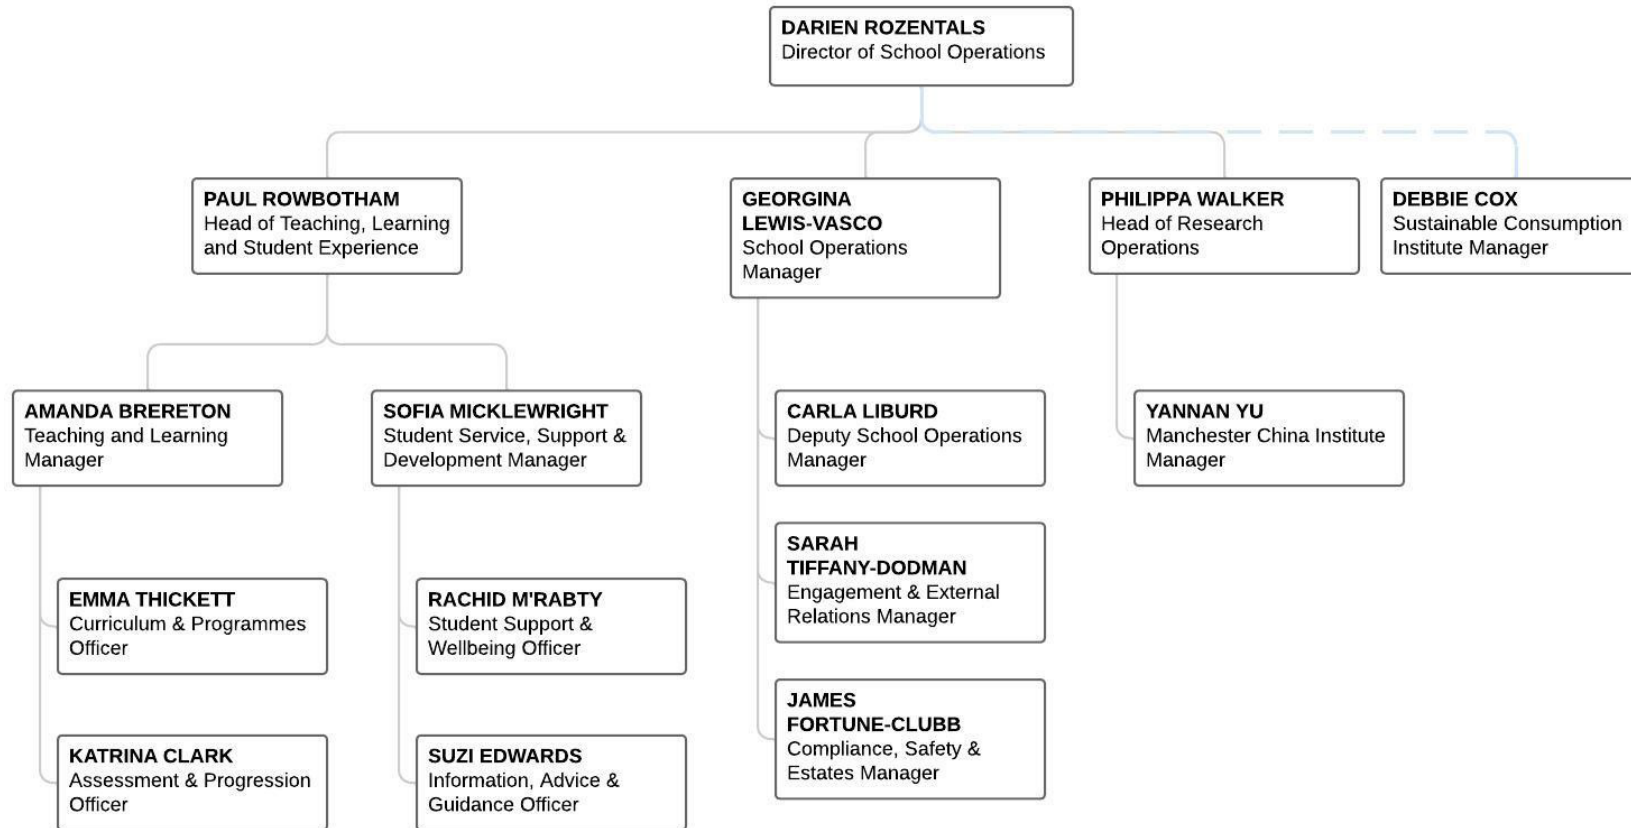 DARIEN ROZENTALS
Director of School Operations
PAUL ROWBOTHAM
Head of Teaching, Learning
and Student Experience
GEORGINA
LEWIS-VASCO
School Operations
Manager
PHILIPPA WALKER
Head of Research
Operations
DEBBIE COX
Sustainable Consumption
Institute Manager
AMANDA BRERETON
Teaching and Learning
Manager
SOFIA MICKLEWRIGHT
Student Service, Support &
Development Manager
CARLA LIBURD
Deputy School Operations
Manager
YANNAN YU
Manchester China Institute
Manager
SARAH
TIFFANY-DODMAN
Engagement & External
Relations Manager
EMMA THICKETT
Curriculum & Programmes
Officer
RACHID M'RABTY
Student Support &
Wellbeing Officer
JAMES
FORTUNE-CLUBB
Compliance, Safety &
Estates Manager
KATRINA CLARK
Assessment & Progression
Officer
SUZI EDWARDS
Information, Advice &
Guidance Officer